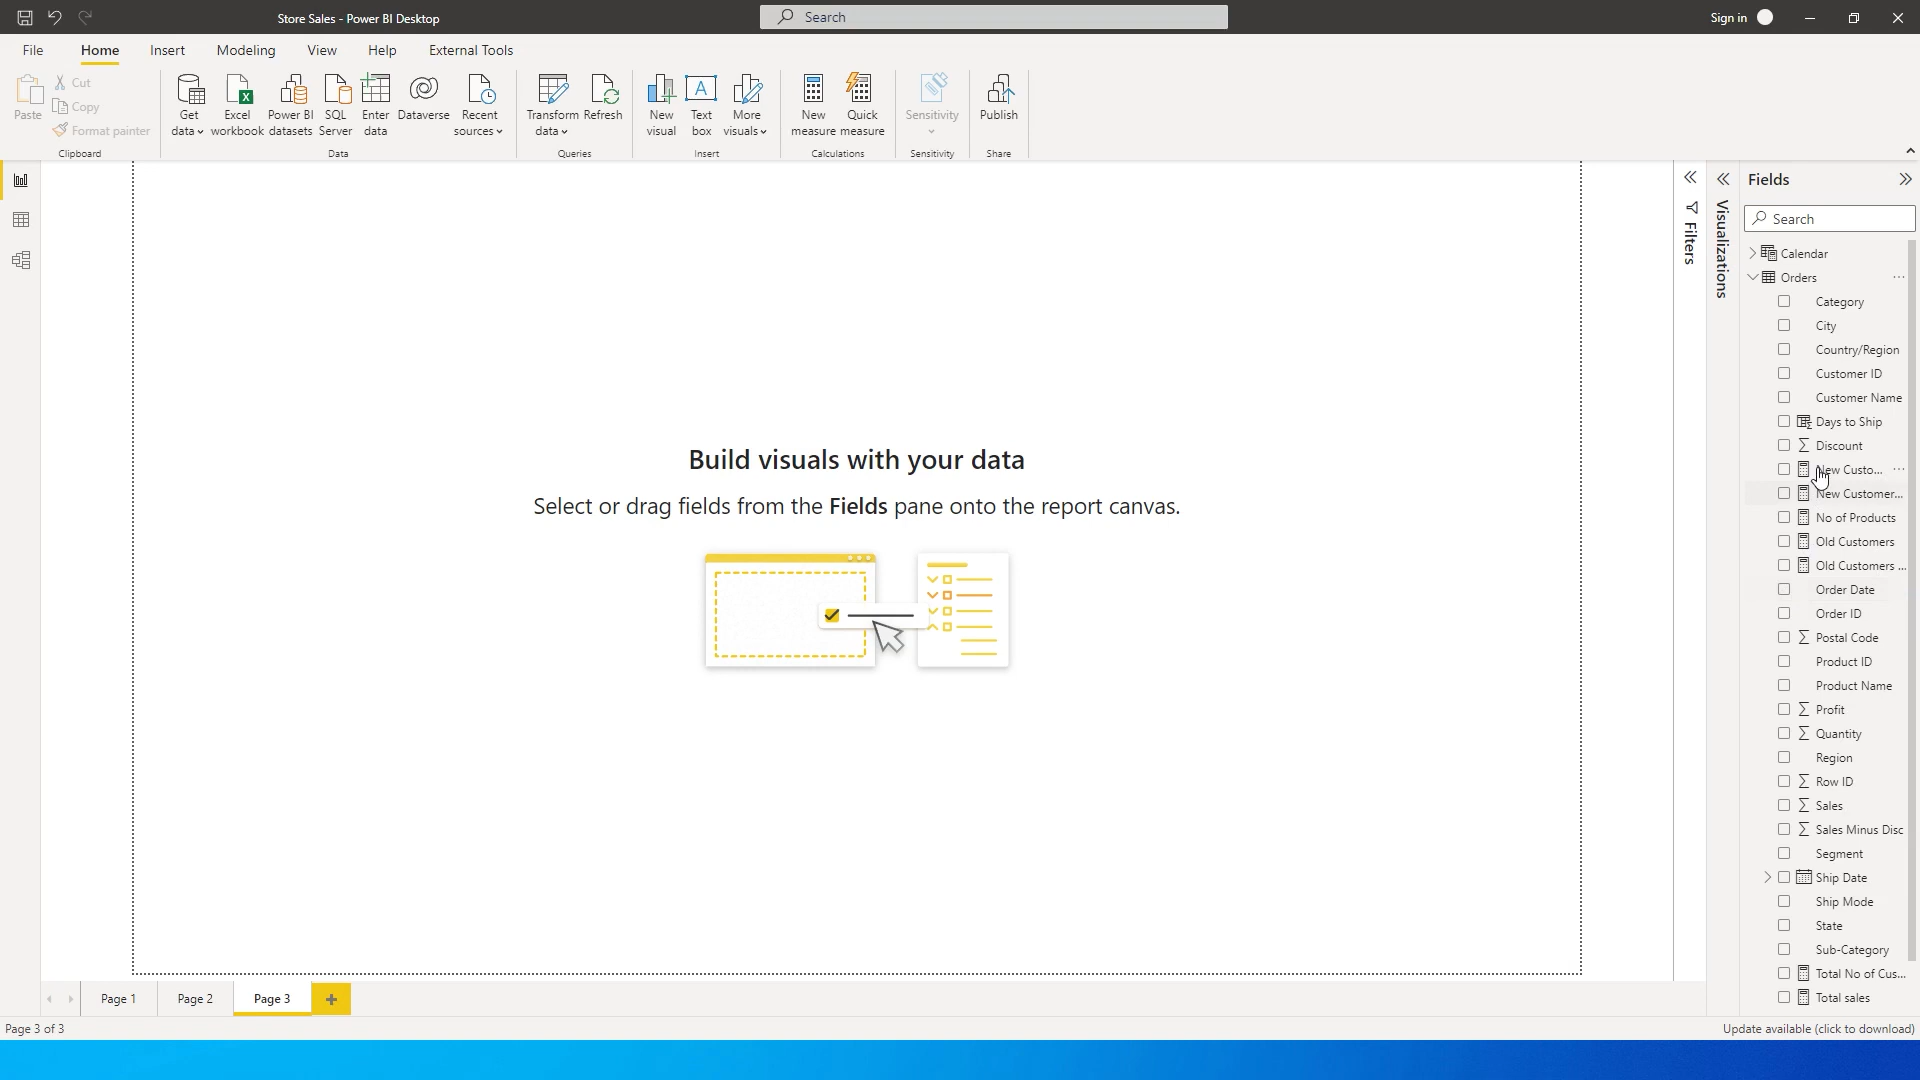 Store Sales - Power BI Desktop
Search
Sign in
File
Home
Insert
Modeling
View
Help
External Tools
Paste
Cut
Copy
Format painter
Clipboard
Get data
Excel workbook
Power BI datasets
SQL Server
Enter data
Dataverse
Recent sources
Data
Transform data
Refresh
Queries
New visual
Text box
More visuals
Insert
New measure
Quick measure
Calculations
Sensitivity
Sensitivity
Publish
Share
Build visuals with your data
Select or drag fields from the Fields pane onto the report canvas.
Filters
Visualizations
Fields
Search
Calendar
Orders
Category
City
Country/Region
Customer ID
Customer Name
Days to Ship
Discount
New Custo...
New Customer...
No of Products
Old Customers
Old Customers ...
Order Date
Order ID
Postal Code
Product ID
Product Name
Profit
Quantity
Region
Row ID
Sales
Sales Minus Disc
Segment
Ship Date
Ship Mode
State
Sub-Category
Total No of Cus...
Total sales
Page 1
Page 2
Page 3
Page 3 of 3
Update available (click to download)